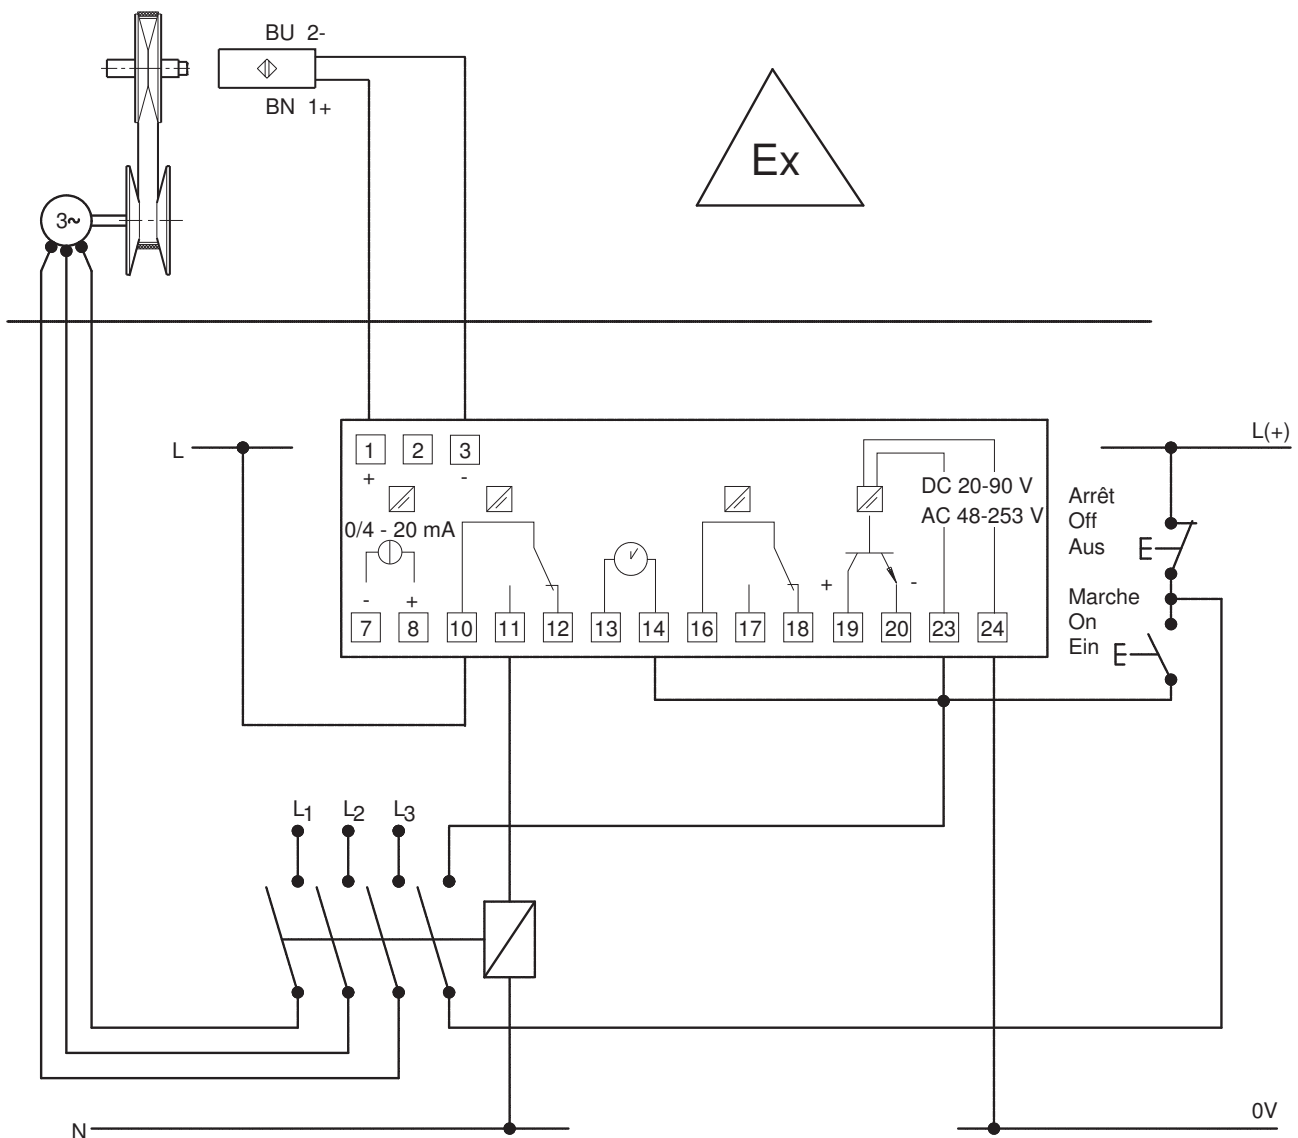 BU 2-
BN 1+
Ex
3~
L
L(+)
1 2 3
+ -
DC 20-90 V
AC 48-253 V
0/4 - 20 mA
- +
+ -
7 8 10 11 12 13 14 16 17 18 19 20 23 24
Arrêt
Off
Aus
Marche
On
Ein
L1 L2 L3
N
0V